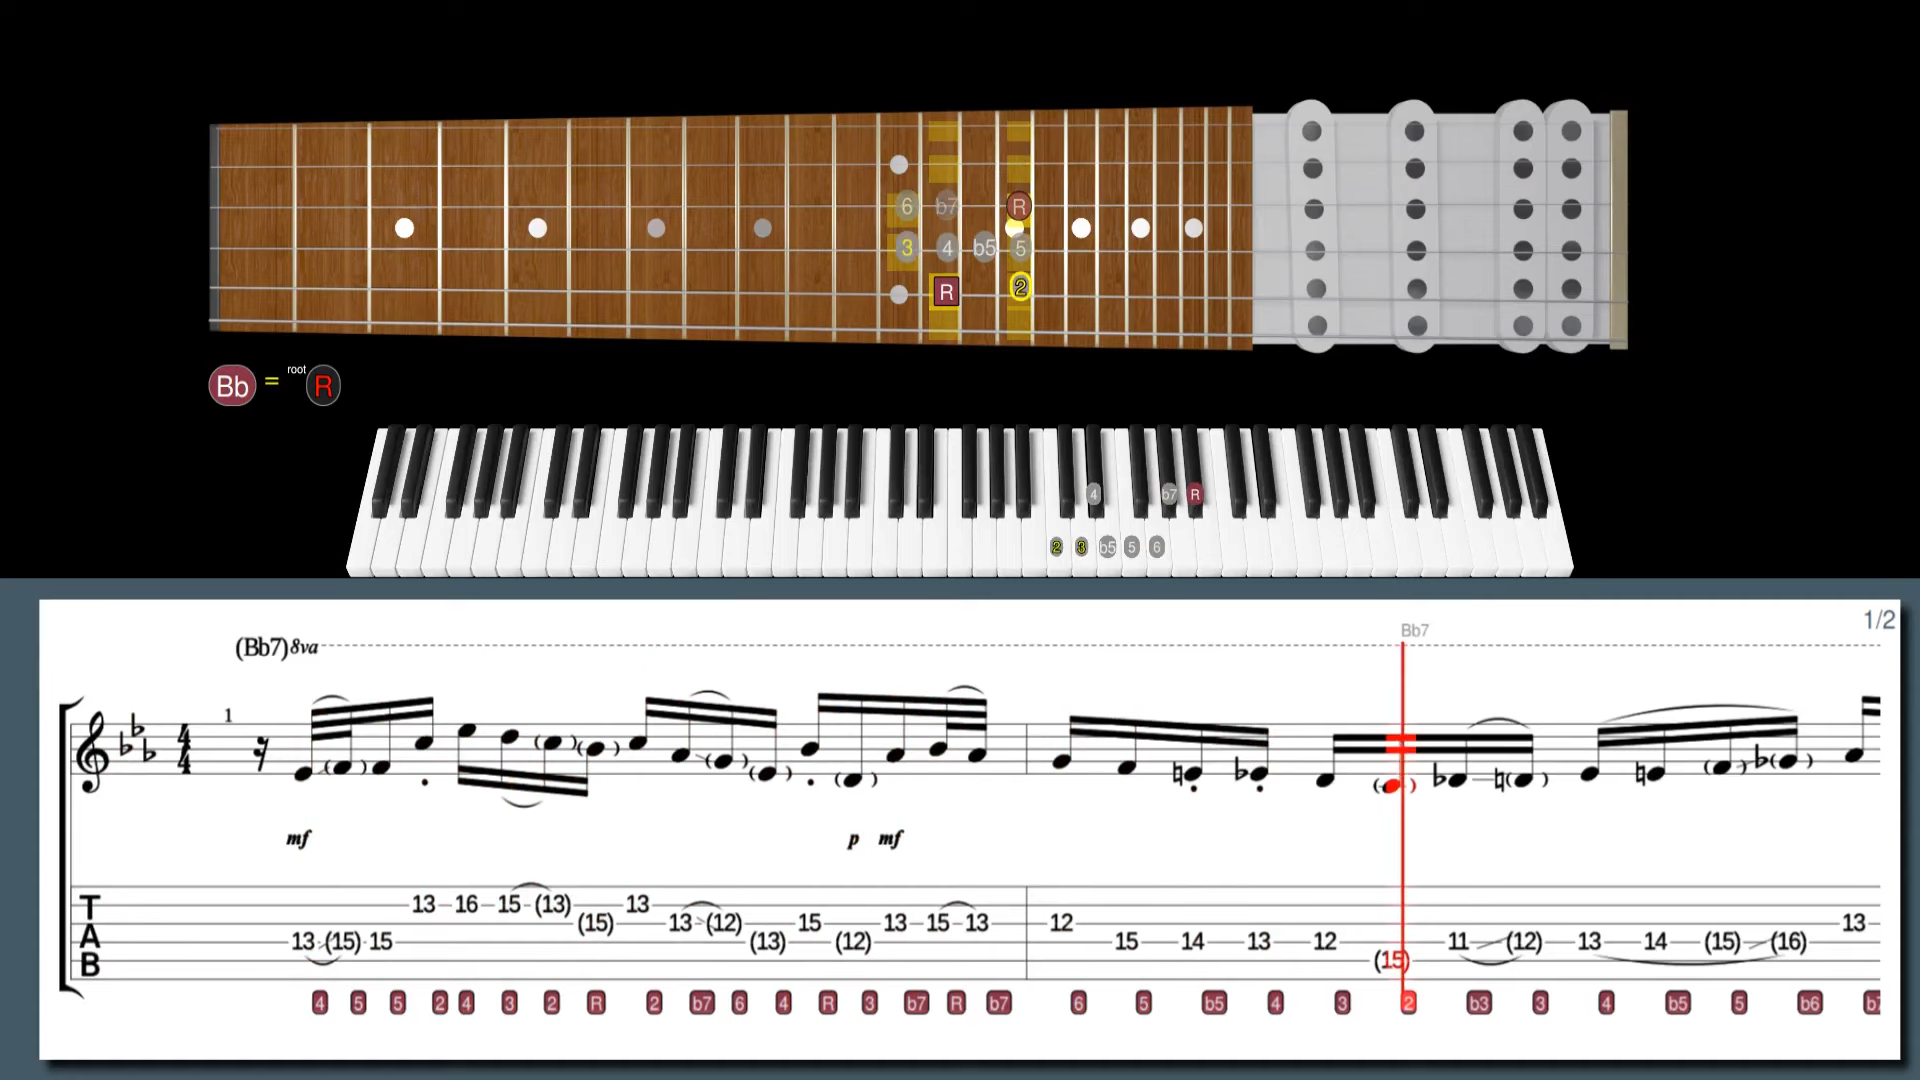 6 b7 R
3 4 b5 5
R 2
Bb = root R
4 b7 R
2 3 b5 5 6
1/2
Bb7
(Bb7) 8va
1
4
4
mf p mf
13 16 15 (13) 13
(15) 13 (12) 15 13 15 13 12 13
13 (15) 15 (13) (12) 15 14 13 12 11 (12) 13 14 (15) (16)
(15)
T
A
B
4 5 5 2 4 3 2 R 2 b7 6 4 R 3 b7 R b7 6 5 b5 4 3 2 b3 3 4 b5 5 b6 b7